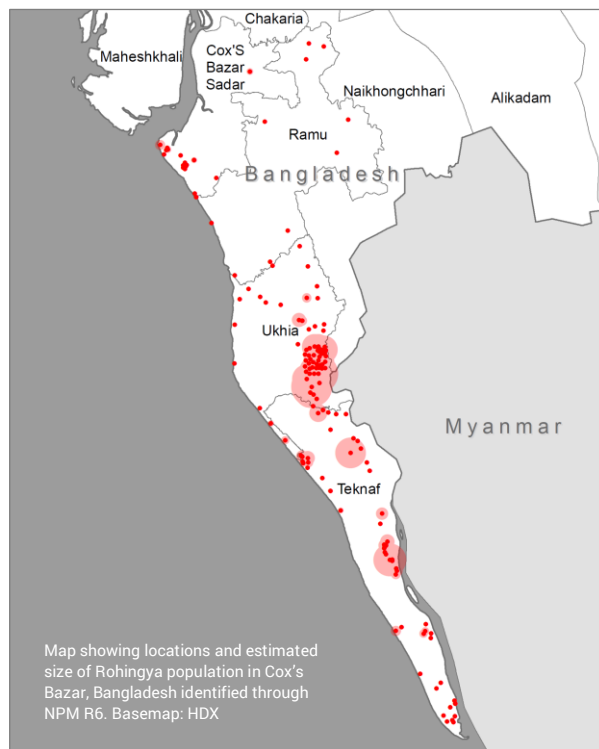 Chakaria
Maheshkhali
Cox'S
Bazar
Sadar
Naikhongchhari
Alikadam
Ramu
Bangladesh
Ukhia
Myanmar
Teknaf
Map showing locations and estimated
size of Rohingya population in Cox's
Bazar, Bangladesh identified through
NPM R6. Basemap: HDX